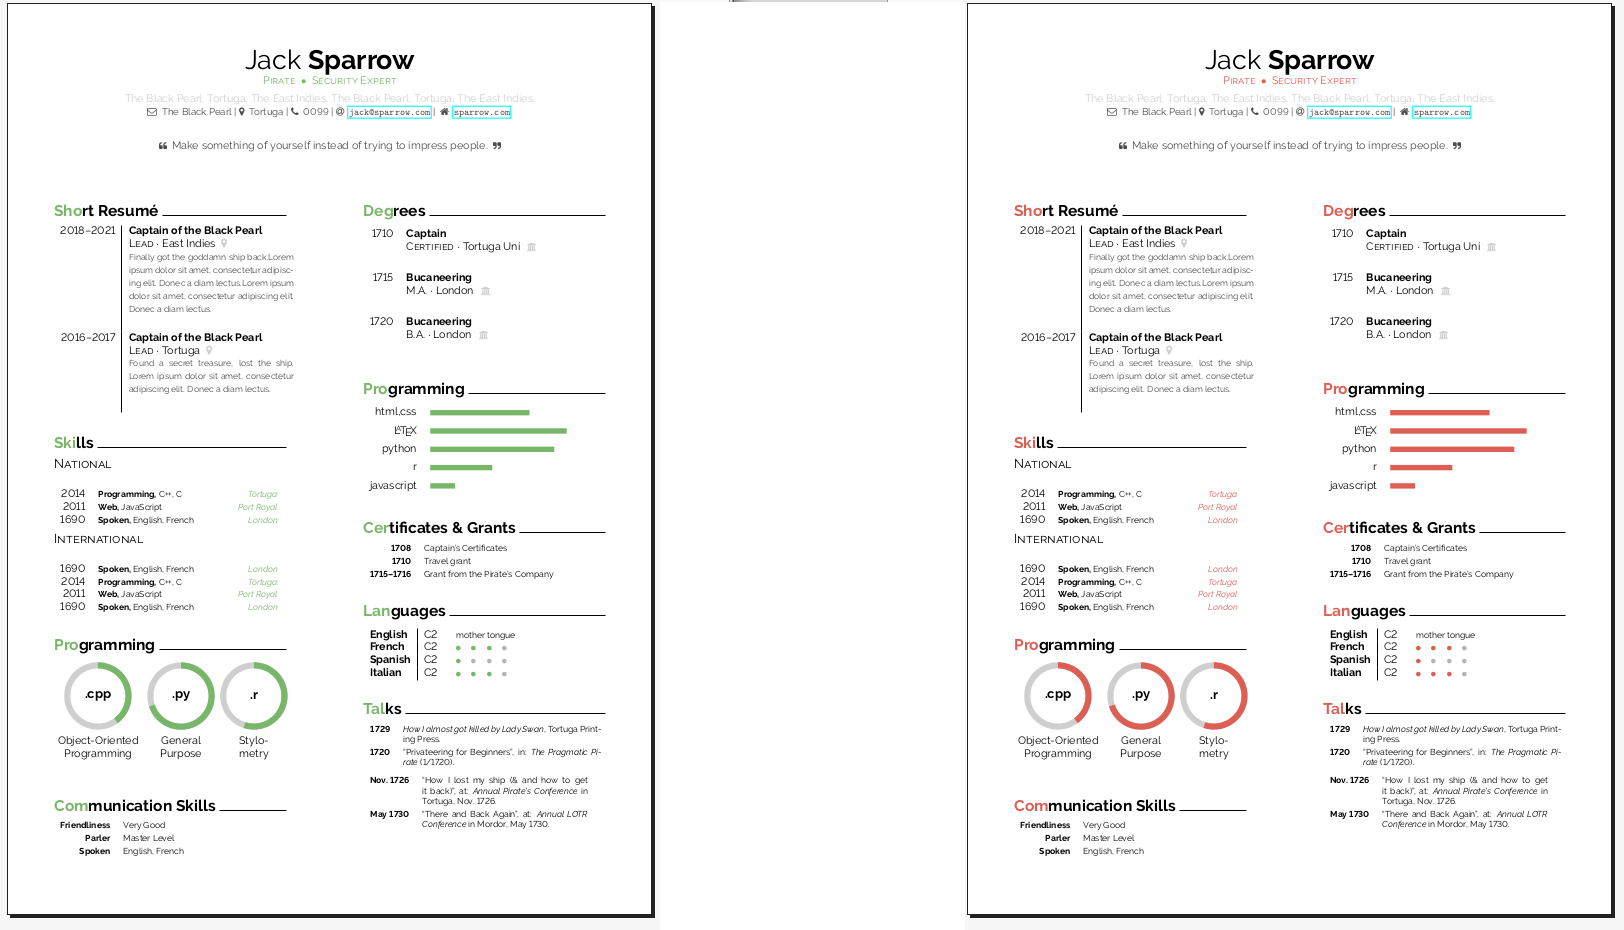 Jack Sparrow
Pirate • Security Expert
The Black Pearl, Tortuga, The East Indies. The Black Pearl, Tortuga; The East Indies.
The Black Pearl | Tortuga | 0099 | @ jack@sparrow.com | sparrow.com
“ Make something of yourself instead of trying to impress people. ”
Short Resumé
2018–2021 Captain of the Black Pearl
Lead · East Indies
Finally got the goddamn ship back.Lorem
ipsum dolor sit amet, consectetur adipisc-
ing elit. Donec a diam lectus.Lorem ipsum
dolor sit amet, consectetur adipiscing elit.
Donec a diam lectus.
2016–2017 Captain of the Black Pearl
Lead · Tortuga
Found a secret treasure, lost the ship.
Lorem ipsum dolor sit amet, consectetur
adipiscing elit. Donec a diam lectus.
Skills
National
2014 Programming, C++, C Tortuga
2011 Web, JavaScript Port Royal
1690 Spoken, English, French London
International
1690 Spoken, English, French London
2014 Programming, C++, C Tortuga
2011 Web, JavaScript Port Royal
1690 Spoken, English, French London
Programming
.cpp .py .r
Object-Oriented General Stylo-
Programming Purpose metry
Communication Skills
Friendliness Very Good
Parler Master Level
Spoken English, French
Degrees
1710 Captain
Certified · Tortuga Uni
1715 Bucaneering
M.A. · London
1720 Bucaneering
B.A. · London
Programming
html,css
LATEX
python
r
javascript
Certificates & Grants
1708 Captain's Certificates
1710 Travel grant
1715–1716 Grant from the Pirate's Company
Languages
English C2 mother tongue
French C2
Spanish C2
Italian C2
Talks
1729 How I almost got killed by Lady Swan, Tortuga Print-
ing Press.
1720 “Privateering for Beginners”, in: The Pragmatic Pi-
rate (1/1720).
Nov. 1726 “How I lost my ship (& and how to get
it back)”, at: Annual Pirate's Conference in
Tortuga, Nov. 1726.
May 1730 “There and Back Again”, at: Annual LOTR
Conference in Mordor, May 1730.
Jack Sparrow
Pirate • Security Expert
The Black Pearl, Tortuga, The East Indies. The Black Pearl, Tortuga; The East Indies.
The Black Pearl | Tortuga | 0099 | @ jack@sparrow.com | sparrow.com
“ Make something of yourself instead of trying to impress people. ”
Short Resumé
2018–2021 Captain of the Black Pearl
Lead · East Indies
Finally got the goddamn ship back.Lorem
ipsum dolor sit amet, consectetur adipisc-
ing elit. Donec a diam lectus.Lorem ipsum
dolor sit amet, consectetur adipiscing elit.
Donec a diam lectus.
2016–2017 Captain of the Black Pearl
Lead · Tortuga
Found a secret treasure, lost the ship.
Lorem ipsum dolor sit amet, consectetur
adipiscing elit. Donec a diam lectus.
Skills
National
2014 Programming, C++, C Tortuga
2011 Web, JavaScript Port Royal
1690 Spoken, English, French London
International
1690 Spoken, English, French London
2014 Programming, C++, C Tortuga
2011 Web, JavaScript Port Royal
1690 Spoken, English, French London
Programming
.cpp .py .r
Object-Oriented General Stylo-
Programming Purpose metry
Communication Skills
Friendliness Very Good
Parler Master Level
Spoken English, French
Degrees
1710 Captain
Certified · Tortuga Uni
1715 Bucaneering
M.A. · London
1720 Bucaneering
B.A. · London
Programming
html,css
LATEX
python
r
javascript
Certificates & Grants
1708 Captain's Certificates
1710 Travel grant
1715–1716 Grant from the Pirate's Company
Languages
English C2 mother tongue
French C2
Spanish C2
Italian C2
Talks
1729 How I almost got killed by Lady Swan, Tortuga Print-
ing Press.
1720 “Privateering for Beginners”, in: The Pragmatic Pi-
rate (1/1720).
Nov. 1726 “How I lost my ship (& and how to get
it back)”, at: Annual Pirate's Conference in
Tortuga, Nov. 1726.
May 1730 “There and Back Again”, at: Annual LOTR
Conference in Mordor, May 1730.